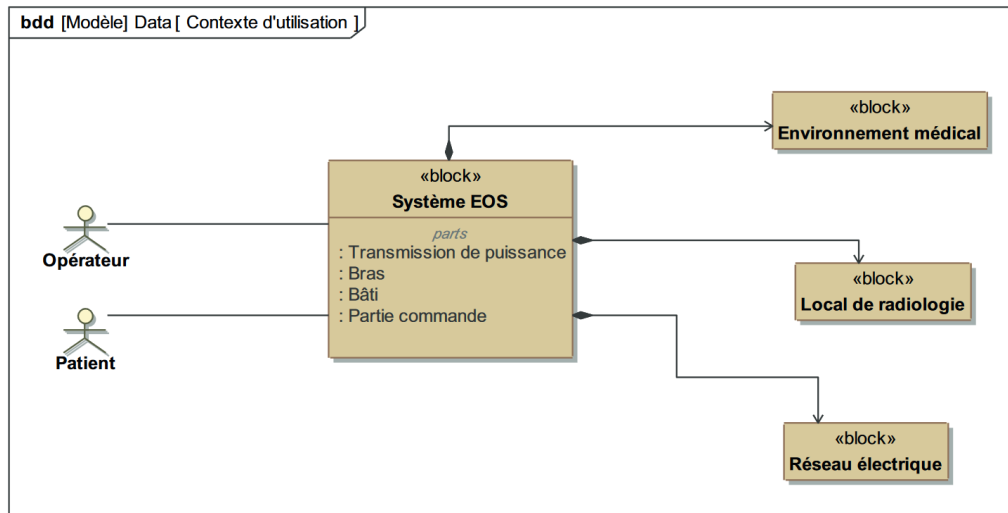 bdd [Modèle] Data [ Contexte d'utilisation ]
«block»
Environnement médical
«block»
Système EOS
parts
: Transmission de puissance
: Bras
: Bâti
: Partie commande
Opérateur
Patient
«block»
Local de radiologie
«block»
Réseau électrique